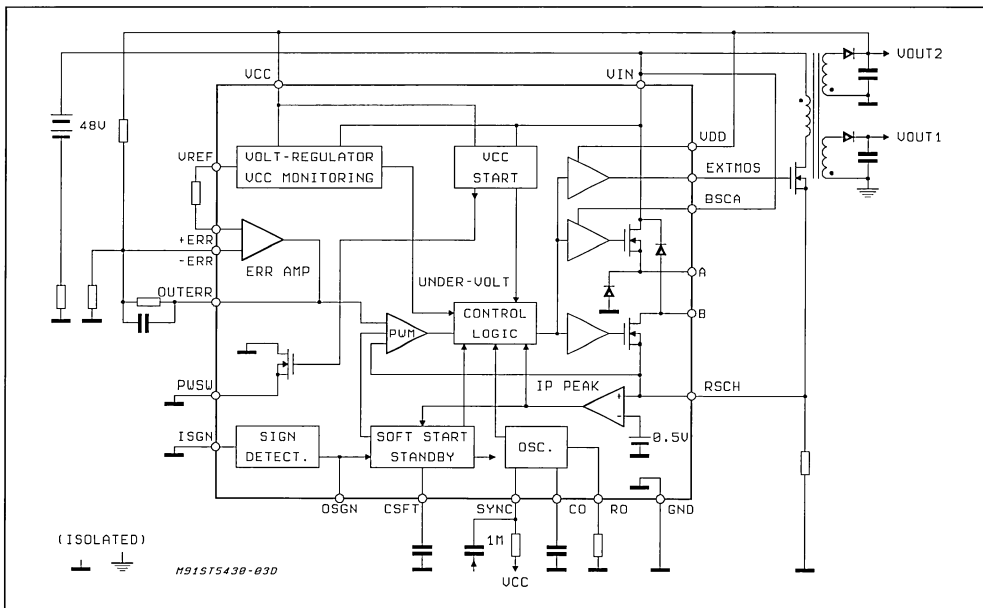 VOUT2
VCC
VIN
48V
VOUT1
VDD
VREF
VOLT-REGULATOR
VCC MONITORING
VCC
START
EXTMOS
BSCA
+ERR
-ERR
ERR AMP
A
UNDER-VOLT
OUTERR
B
CONTROL
LOGIC
PWM
PWSW
IP PEAK
RSCH
+
-
ISGN
SIGN
DETECT.
SOFT START
STANDBY
OSC.
0.5V
OSGN
CSFT
SYNC
CO
RO
GND
(ISOLATED)
1M
VCC
M91ST5430-03D